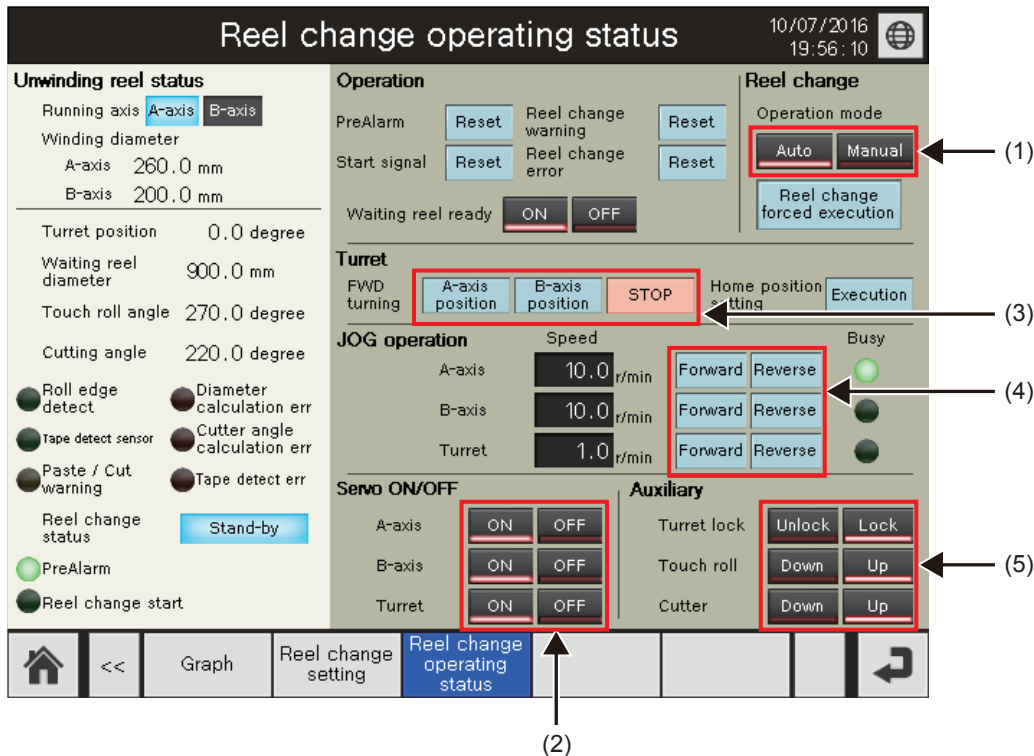 Reel change operating status
10/07/2016
19:56:10
Unwinding reel status
Running axis A-axis B-axis
Winding diameter
A-axis 260.0 mm
B-axis 200.0 mm
Turret position 0.0 degree
Waiting reel
diameter
900.0 mm
Touch roll angle 270.0 degree
Cutting angle 220.0 degree
Roll edge
detect
Diameter
calculation err
Tape detect sensor
Cutter angle
calculation err
Paste / Cut
warning
Tape detect err
Reel change
status
Stand-by
PreAlarm
Reel change start
Operation
PreAlarm Reset
Reel change
warning
Reset
Start signal Reset
Reel change
error
Reset
Waiting reel ready ON OFF
Reel change
Operation mode
Auto Manual
(1)
Reel change
forced execution
Turret
FWD
turning
A-axis
position
B-axis
position
STOP
Home position
setting
Execution
(3)
JOG operation Speed Busy
A-axis 10.0 r/min Forward Reverse
(4)
B-axis 10.0 r/min Forward Reverse
Turret 1.0 r/min Forward Reverse
Servo ON/OFF
A-axis ON OFF
B-axis ON OFF
Turret ON OFF
(2)
Auxiliary
Turret lock Unlock Lock
Touch roll Down Up
(5)
Cutter Down Up
<< Graph
Reel change
setting
Reel change
operating
status